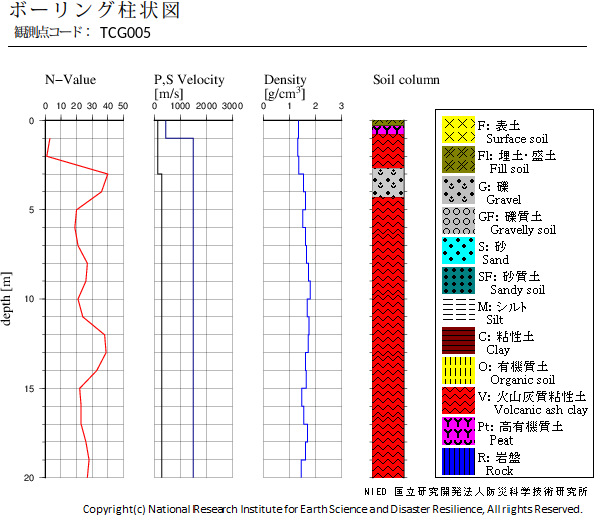 ボーリング柱状図
観測点コード： TCG005
N−Value
P,S Velocity
[m/s]
Density
[g/cm³]
Soil column
0 10 20 30 40 50
0 1000 2000 3000
0 1 2 3
0
5
10
15
20
depth [m]
F: 表土
Surface soil
Fl: 埋土・盛土
Fill soil
G: 礫
Gravel
GF: 礫質土
Gravelly soil
S: 砂
Sand
SF: 砂質土
Sandy soil
M: シルト
Silt
C: 粘性土
Clay
O: 有機質土
Organic soil
V: 火山灰質粘性土
Volcanic ash clay
Pt: 高有機質土
Peat
R: 岩盤
Rock
NIED 国立研究開発法人防災科学技術研究所
Copyright(c) National Research Institute for Earth Science and Disaster Resilience, All rights Reserved.